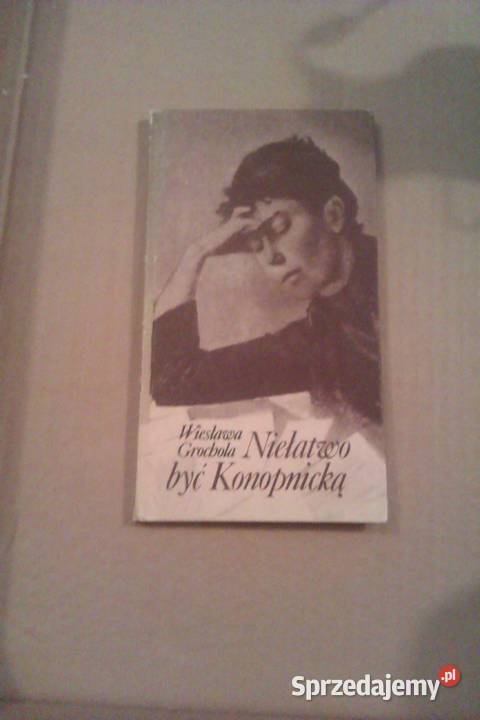 Wiesława
Grochola Niełatwo
być Konopnicką
Sprzedajemy.pl